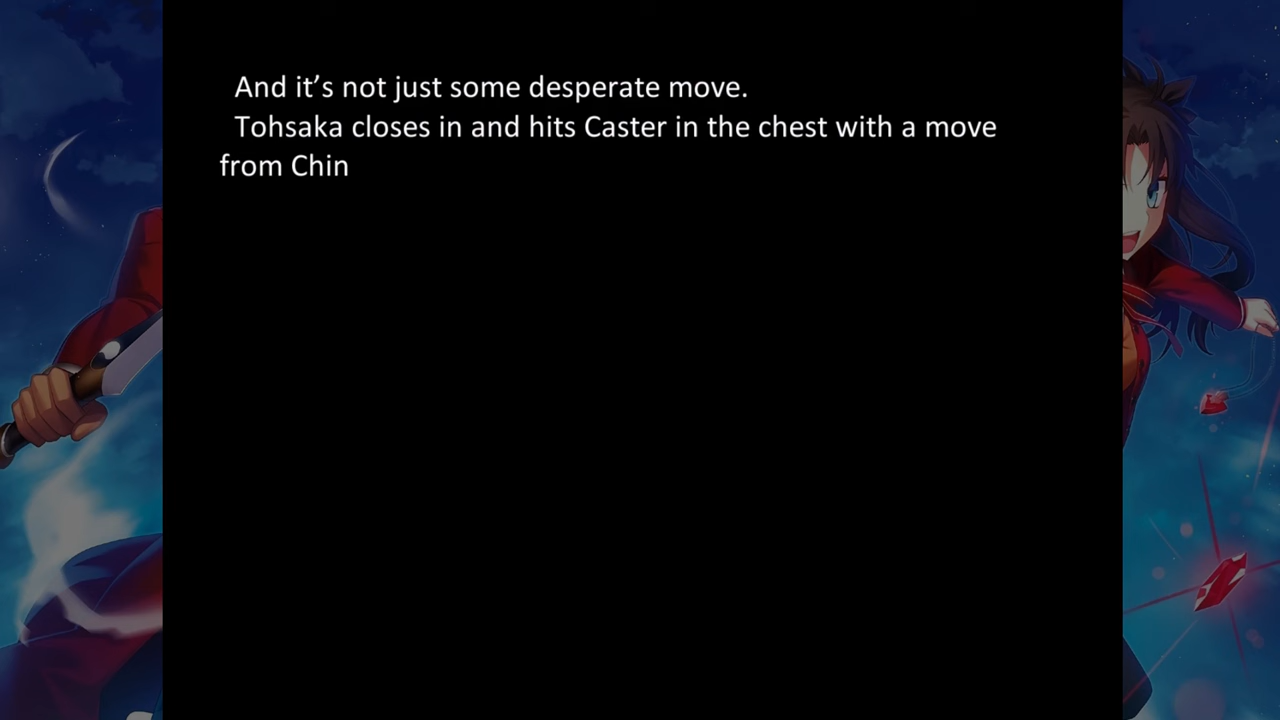 And it’s not just some desperate move.
Tohsaka closes in and hits Caster in the chest with a move
from Chin